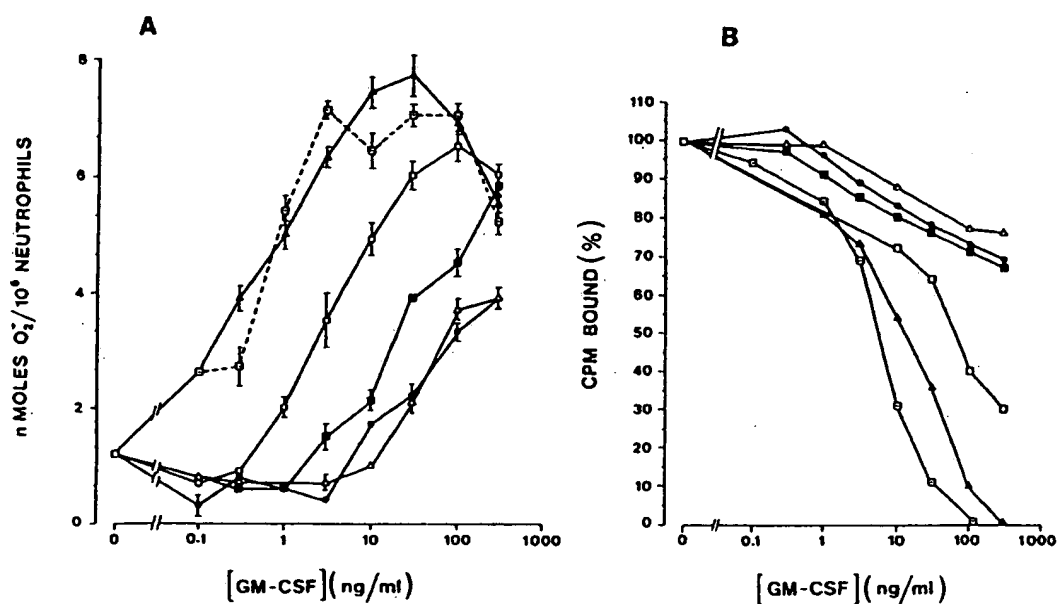 A
8
6
4
2
0
n MOLES O₂⁻/10⁶ NEUTROPHILS
0 0.1 1 10 100 1000
[GM-CSF] (ng/ml)
B
110
100
90
80
70
60
50
40
30
20
10
0
CPM BOUND (%)
0 0.1 1 10 100 1000
[GM-CSF] (ng/ml)